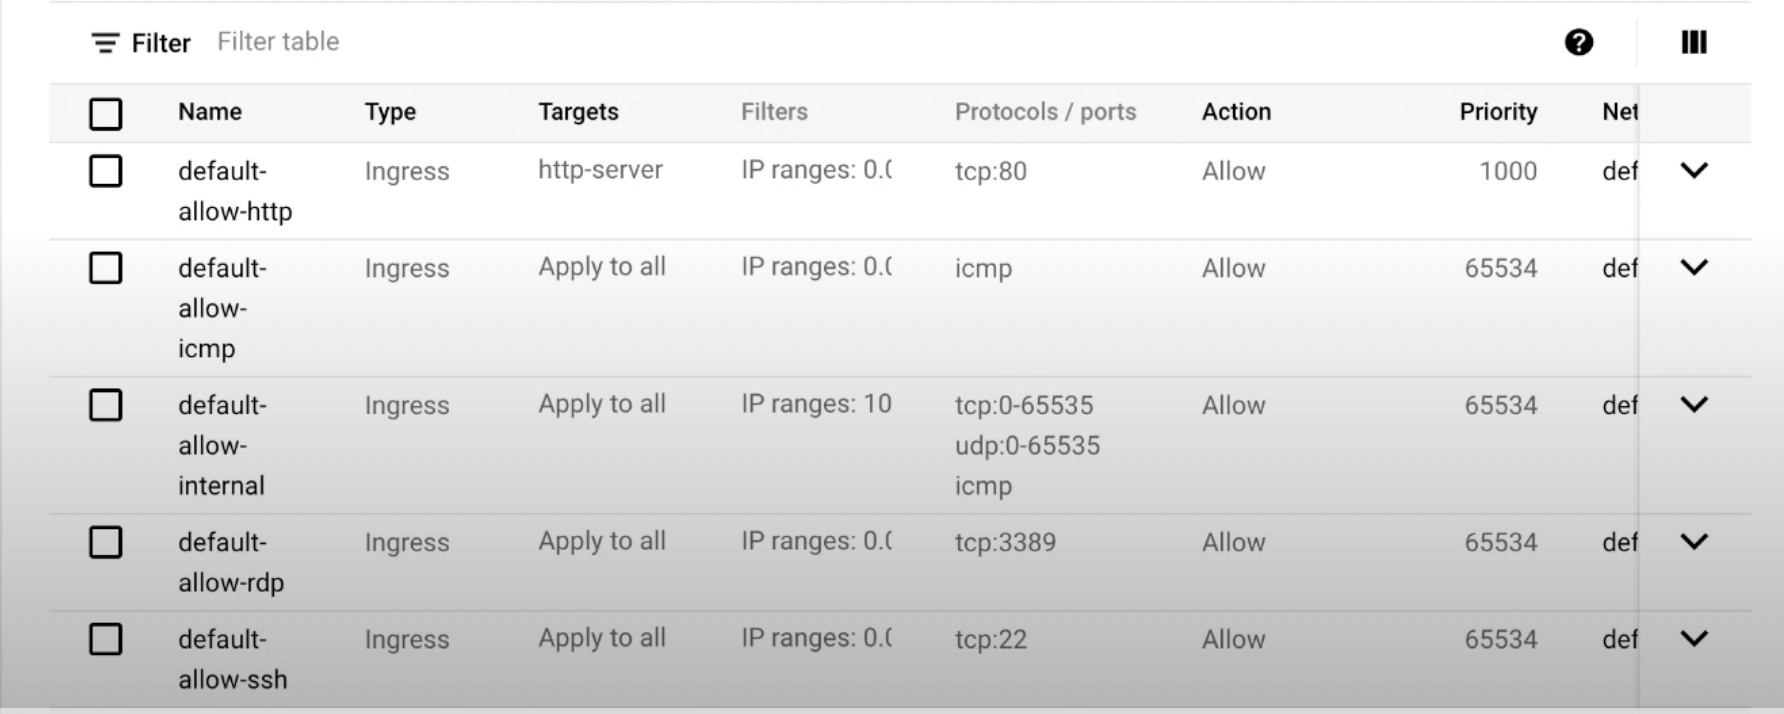 Filter Filter table
Name Type Targets Filters Protocols / ports Action Priority Net
default- Ingress http-server IP ranges: 0.0 tcp:80 Allow 1000 def
allow-http
default- Ingress Apply to all IP ranges: 0.0 icmp Allow 65534 def
allow-
icmp
default- Ingress Apply to all IP ranges: 10 tcp:0-65535 Allow 65534 def
allow- udp:0-65535
internal icmp
default- Ingress Apply to all IP ranges: 0.0 tcp:3389 Allow 65534 def
allow-rdp
default- Ingress Apply to all IP ranges: 0.0 tcp:22 Allow 65534 def
allow-ssh